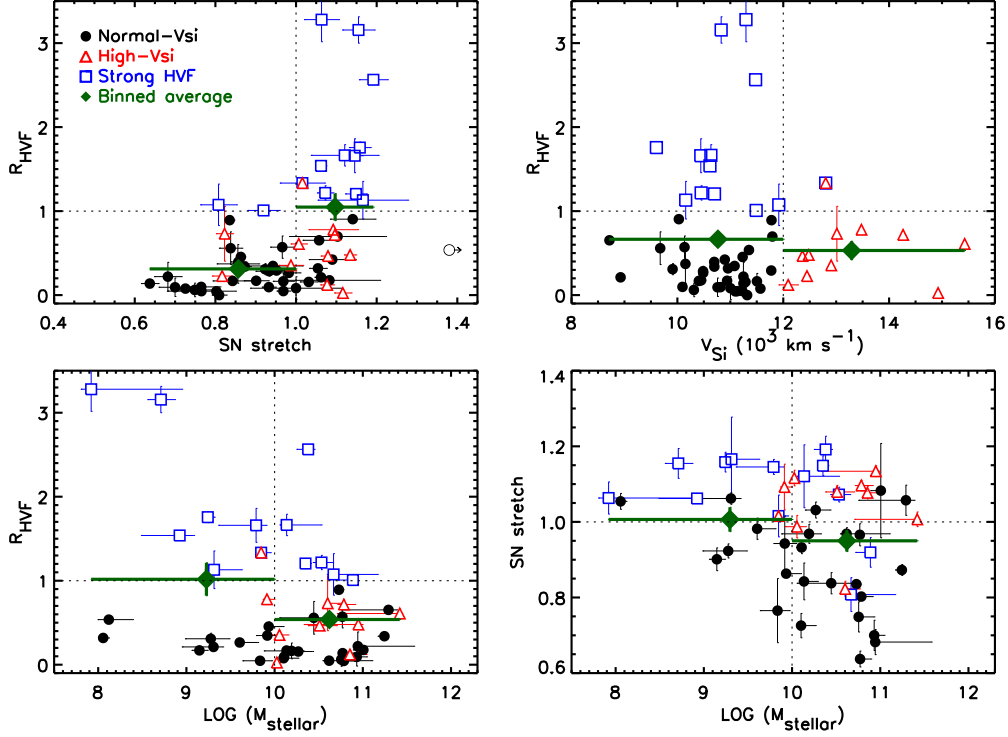 3
2
1
0
R_HVF
Normal-Vsi
High-Vsi
Strong HVF
Binned average
0.4 0.6 0.8 1.0 1.2 1.4
SN stretch
3
2
1
0
R_HVF
8 10 12 14 16
V_Si (10^3 km s^-1)
3
2
1
0
R_HVF
8 9 10 11 12
LOG (M_stellar)
1.4
1.2
1.0
0.8
0.6
SN stretch
8 9 10 11 12
LOG (M_stellar)